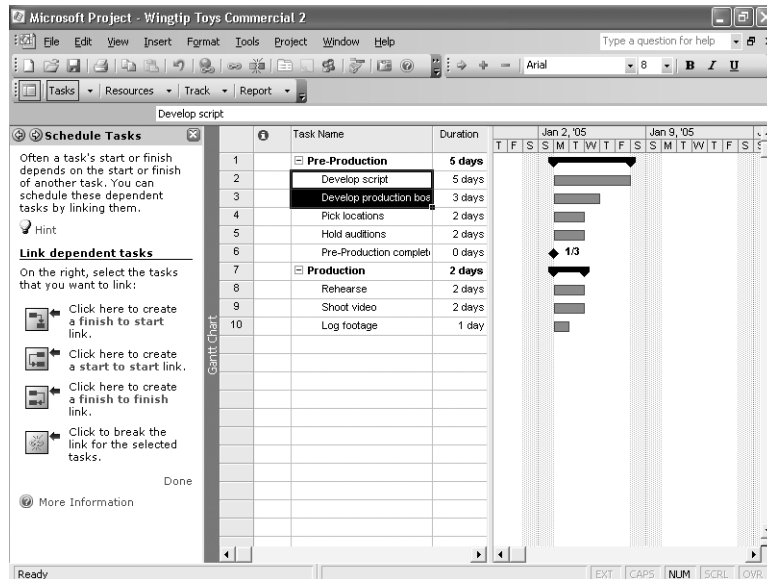 Microsoft Project - Wingtip Toys Commercial 2
File Edit View Insert Format Tools Project Window Help Type a question for help
Arial 8 B I U
Tasks Resources Track Report
Develop script
Schedule Tasks
Often a task's start or finish
depends on the start or finish
of another task. You can
schedule these dependent
tasks by linking them.
Hint
Link dependent tasks
On the right, select the tasks
that you want to link:
Click here to create
a finish to start
link.
Click here to create
a start to start link.
Click here to create
a finish to finish
link.
Click to break the
link for the selected
tasks.
Done
More Information
Gantt Chart
Task Name Duration
1 Pre-Production 5 days
2 Develop script 5 days
3 Develop production boa 3 days
4 Pick locations 2 days
5 Hold auditions 2 days
6 Pre-Production complet 0 days
7 Production 2 days
8 Rehearse 2 days
9 Shoot video 2 days
10 Log footage 1 day
Jan 2, '05 Jan 9, '05
T F S S M T W T F S S M T W T F S S
1/3
Ready EXT CAPS NUM SCRL OVR